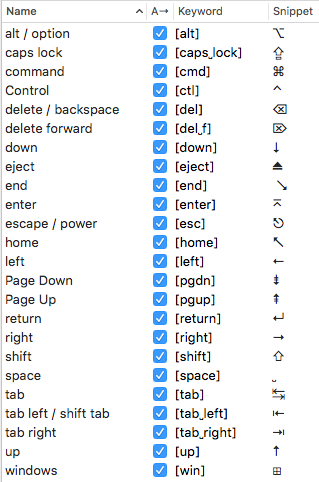 Name A→ Keyword Snippet
alt / option [alt] ⌥
caps lock [caps_lock] ⇪
command [cmd] ⌘
Control [ctl] ⌃
delete / backspace [del] ⌫
delete forward [del_f] ⌦
down [down] ↓
eject [eject] ⏏
end [end] ↘
enter [enter] ⌅
escape / power [esc] ⎋
home [home] ↖
left [left] ←
Page Down [pgdn] ⇟
Page Up [pgup] ⇞
return [return] ↵
right [right] →
shift [shift] ⇧
space [space] ⎵
tab [tab] ↹
tab left / shift tab [tab_left] ⇤
tab right [tab_right] ⇥
up [up] ↑
windows [win] ⊞